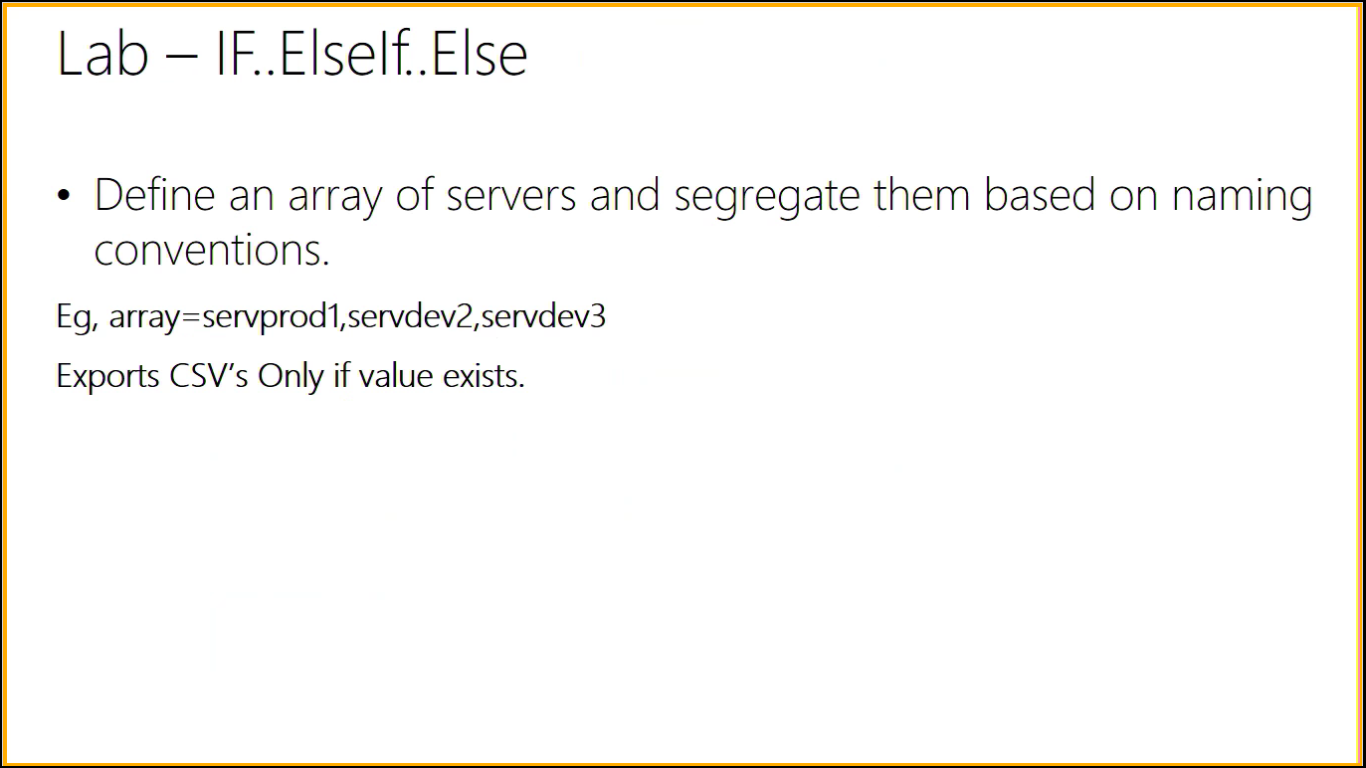 Lab – IF..ElseIf..Else
• Define an array of servers and segregate them based on naming
conventions.
Eg, array=servprod1,servdev2,servdev3
Exports CSV’s Only if value exists.